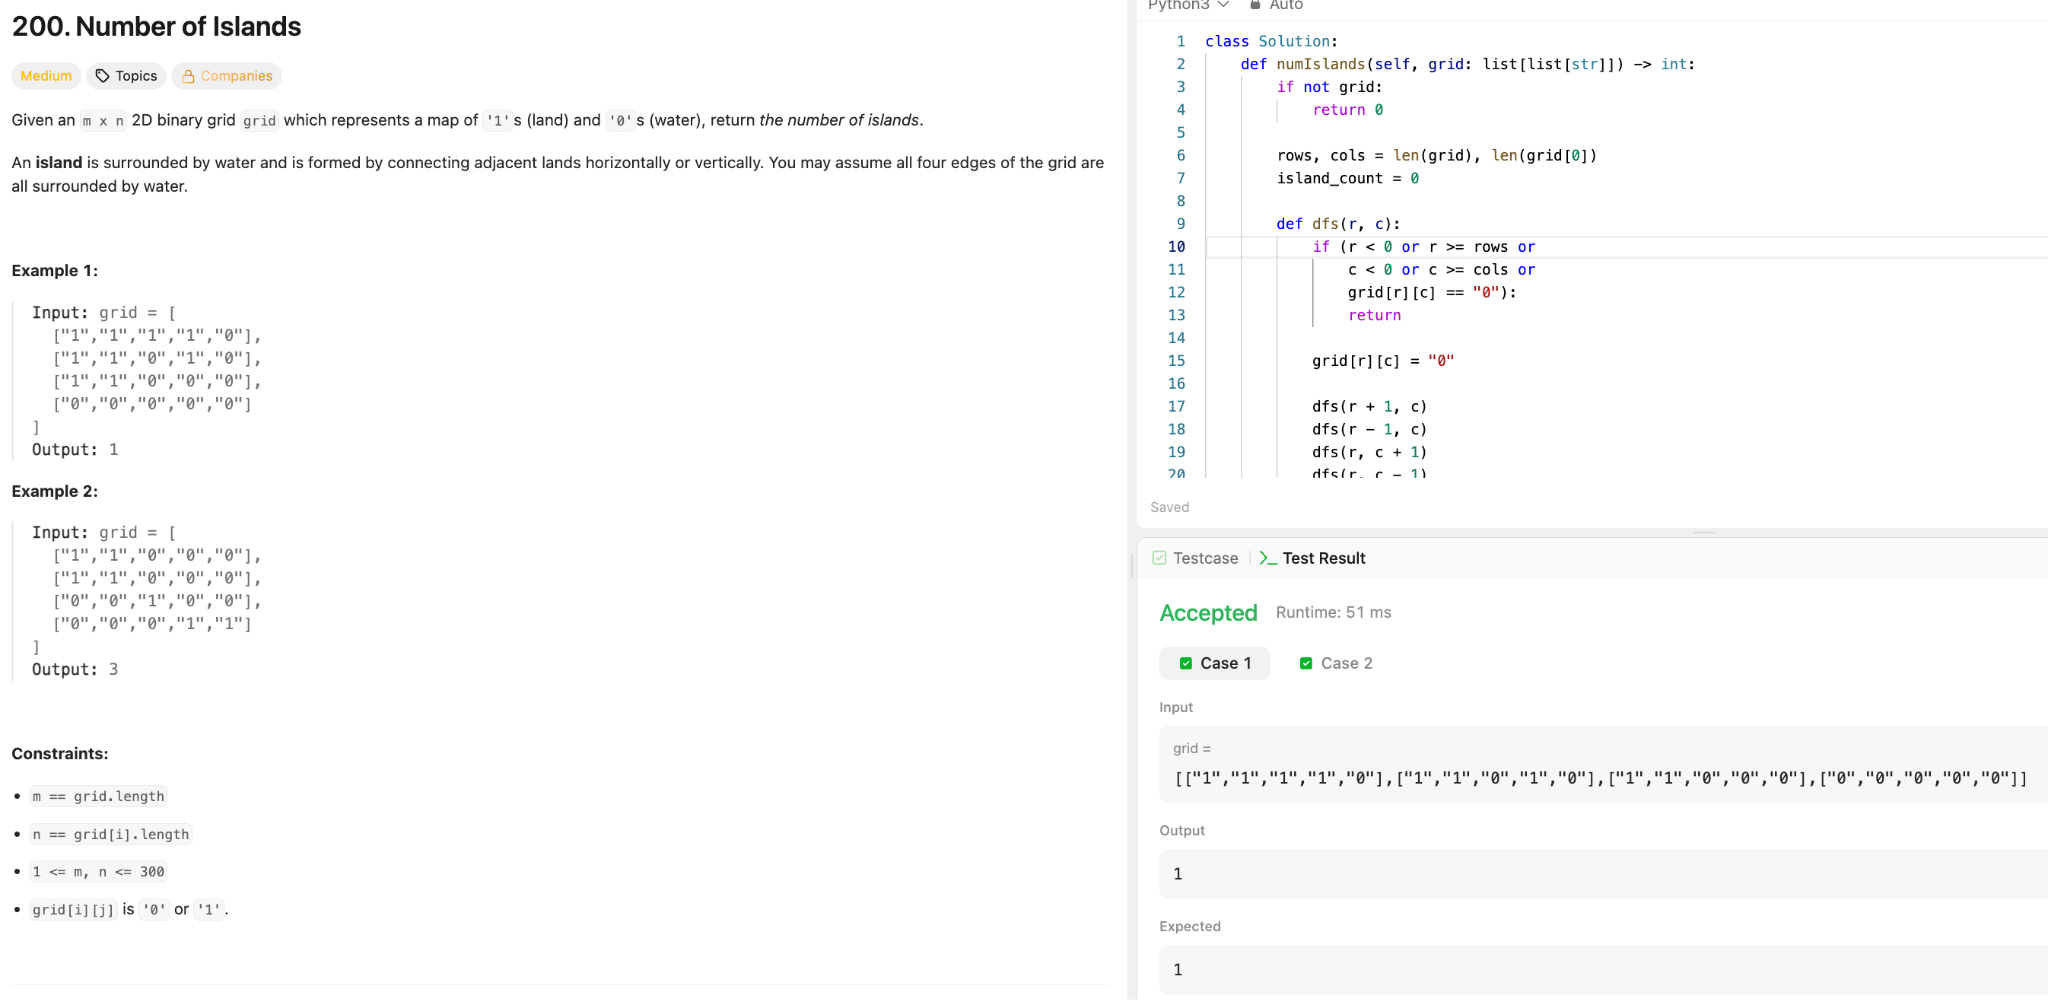 200. Number of Islands
Medium Topics Companies
Given an m x n 2D binary grid grid which represents a map of '1's (land) and '0's (water), return the number of islands.
An island is surrounded by water and is formed by connecting adjacent lands horizontally or vertically. You may assume all four edges of the grid are
all surrounded by water.
Example 1:
Input: grid = [
["1","1","1","1","0"],
["1","1","0","1","0"],
["1","1","0","0","0"],
["0","0","0","0","0"]
]
Output: 1
Example 2:
Input: grid = [
["1","1","0","0","0"],
["1","1","0","0","0"],
["0","0","1","0","0"],
["0","0","0","1","1"]
]
Output: 3
Constraints:
• m == grid.length
• n == grid[i].length
• 1 <= m, n <= 300
• grid[i][j] is '0' or '1'.
Python3 Auto
1 class Solution:
2 def numIslands(self, grid: list[list[str]]) -> int:
3 if not grid:
4 return 0
5
6 rows, cols = len(grid), len(grid[0])
7 island_count = 0
8
9 def dfs(r, c):
10 if (r < 0 or r >= rows or
11 c < 0 or c >= cols or
12 grid[r][c] == "0"):
13 return
14
15 grid[r][c] = "0"
16
17 dfs(r + 1, c)
18 dfs(r - 1, c)
19 dfs(r, c + 1)
20 dfs(r, c - 1)
Saved
Testcase >_ Test Result
Accepted Runtime: 51 ms
Case 1 Case 2
Input
grid =
[["1","1","1","1","0"],["1","1","0","1","0"],["1","1","0","0","0"],["0","0","0","0","0"]]
Output
1
Expected
1